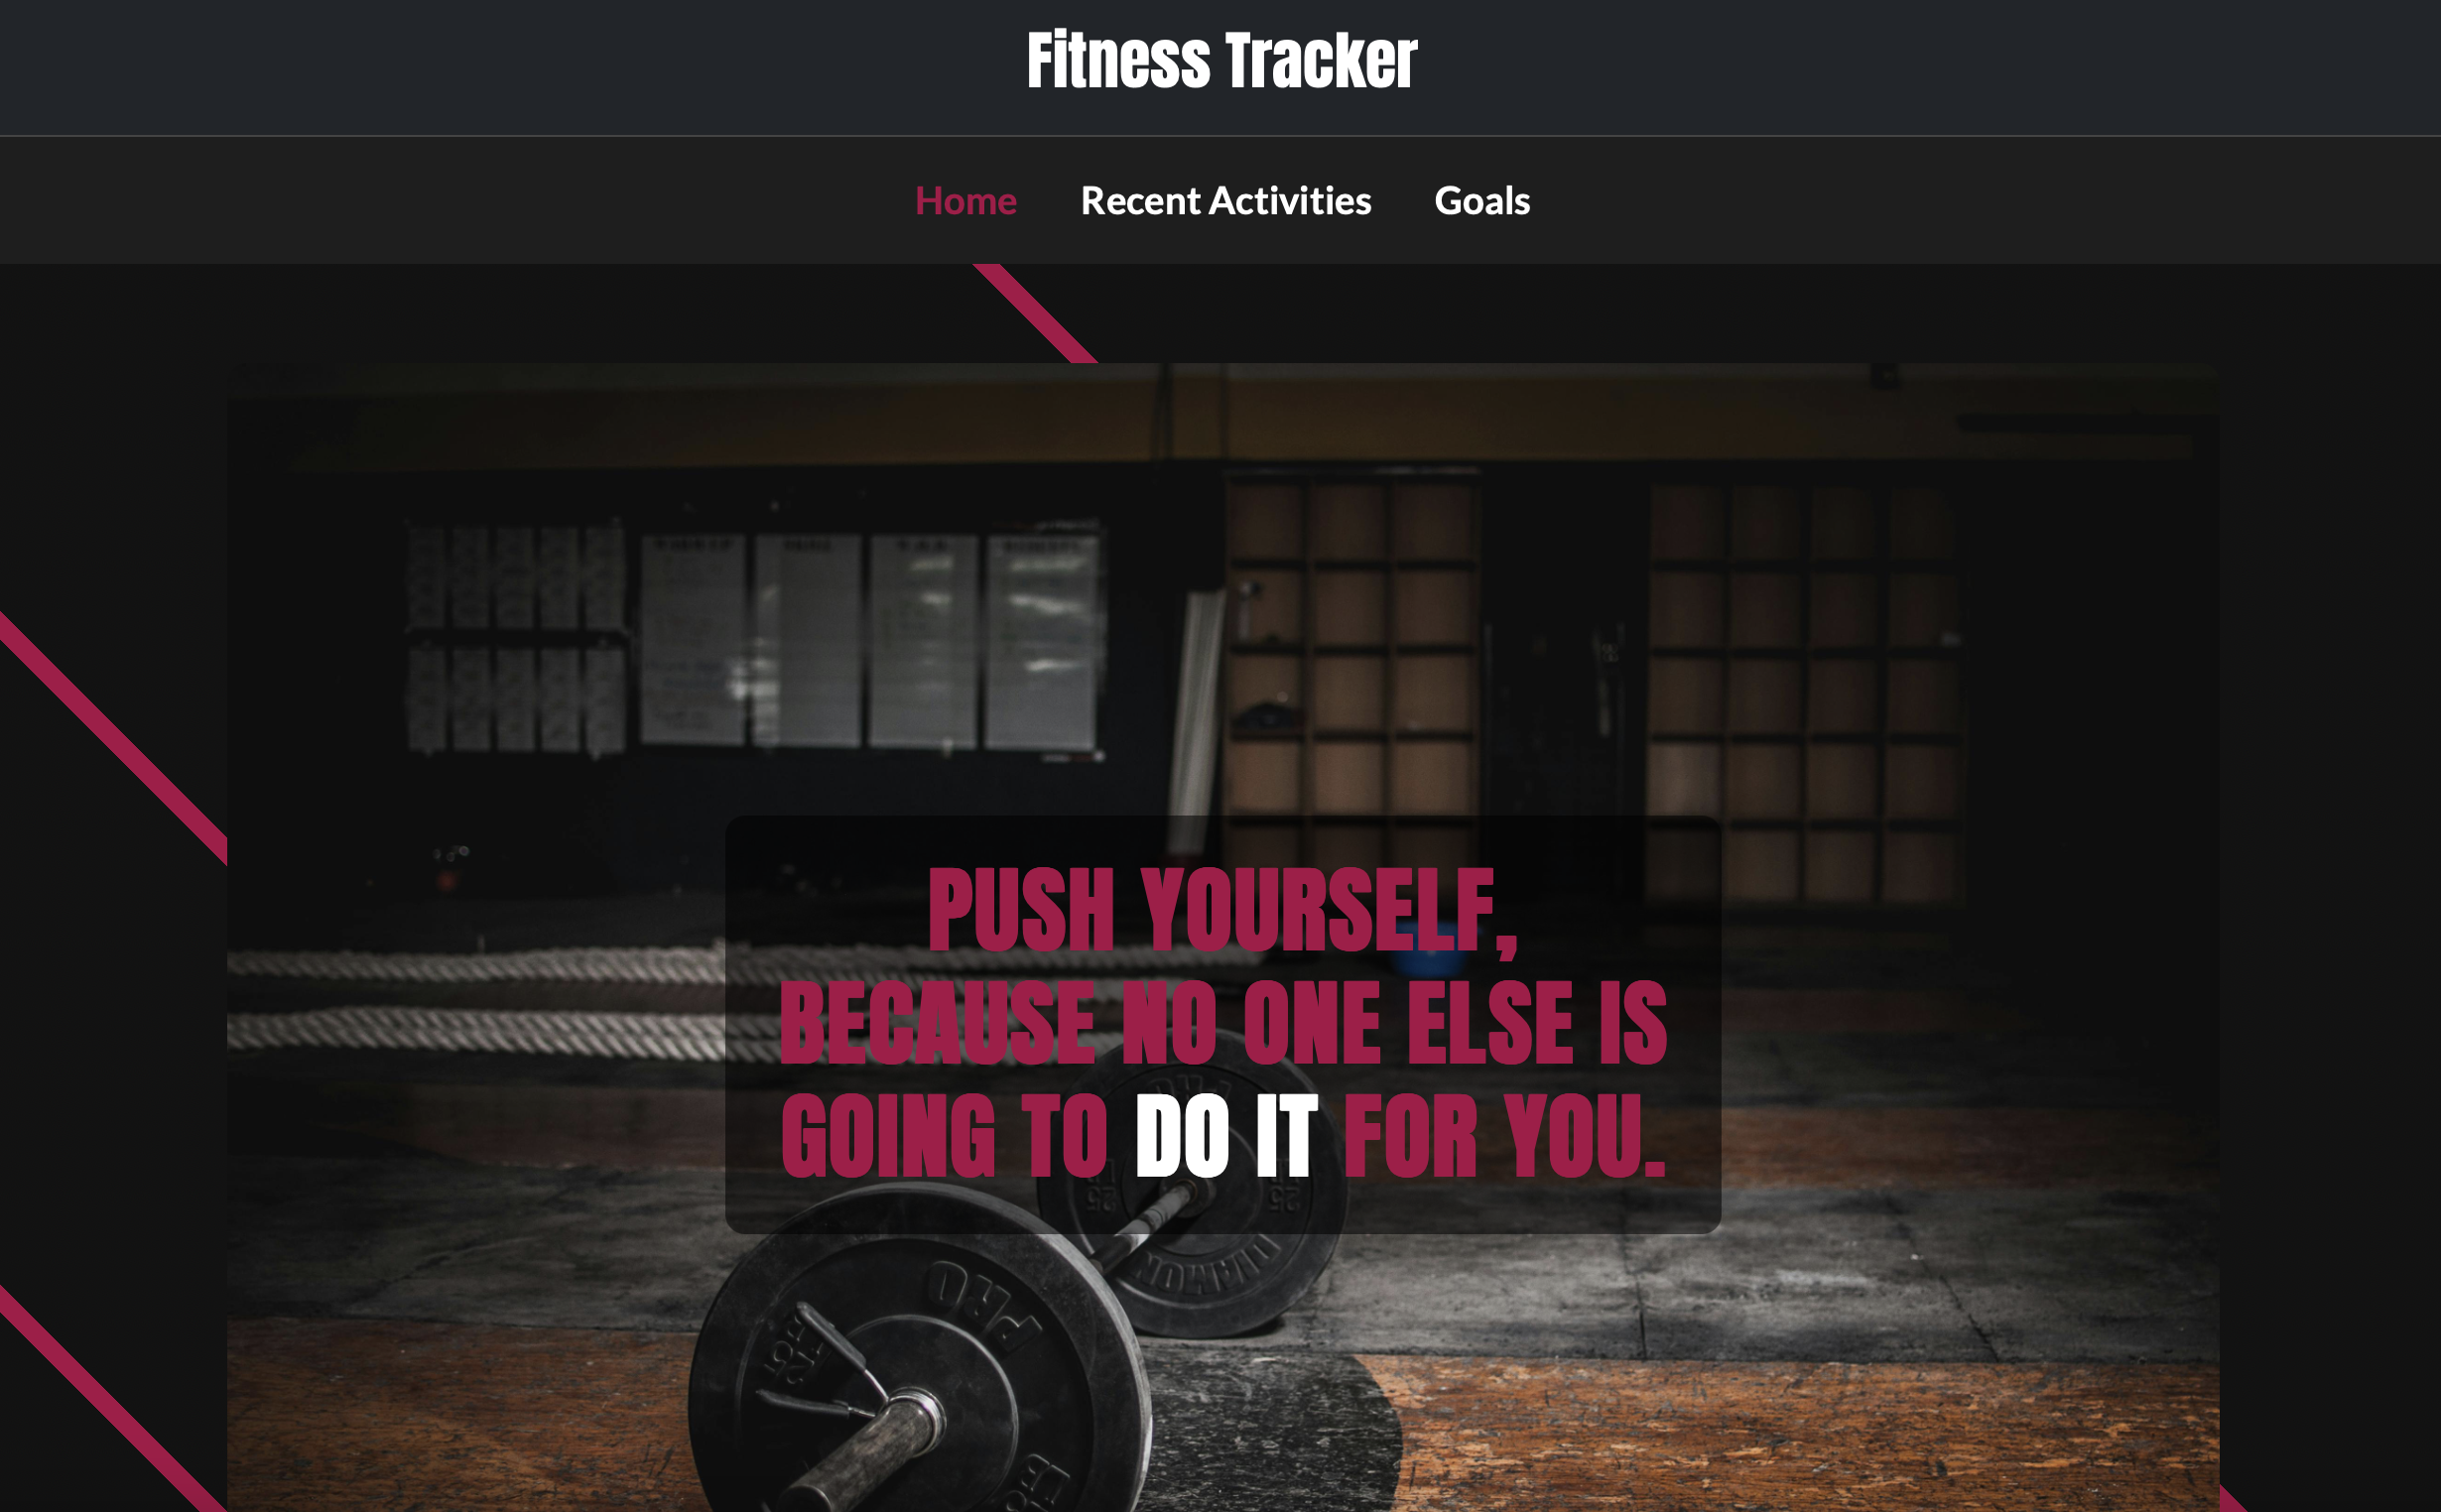 Fitness Tracker
Home Recent Activities Goals
PUSH YOURSELF,
BECAUSE NO ONE ELSE IS
GOING TO DO IT FOR YOU.
PRO